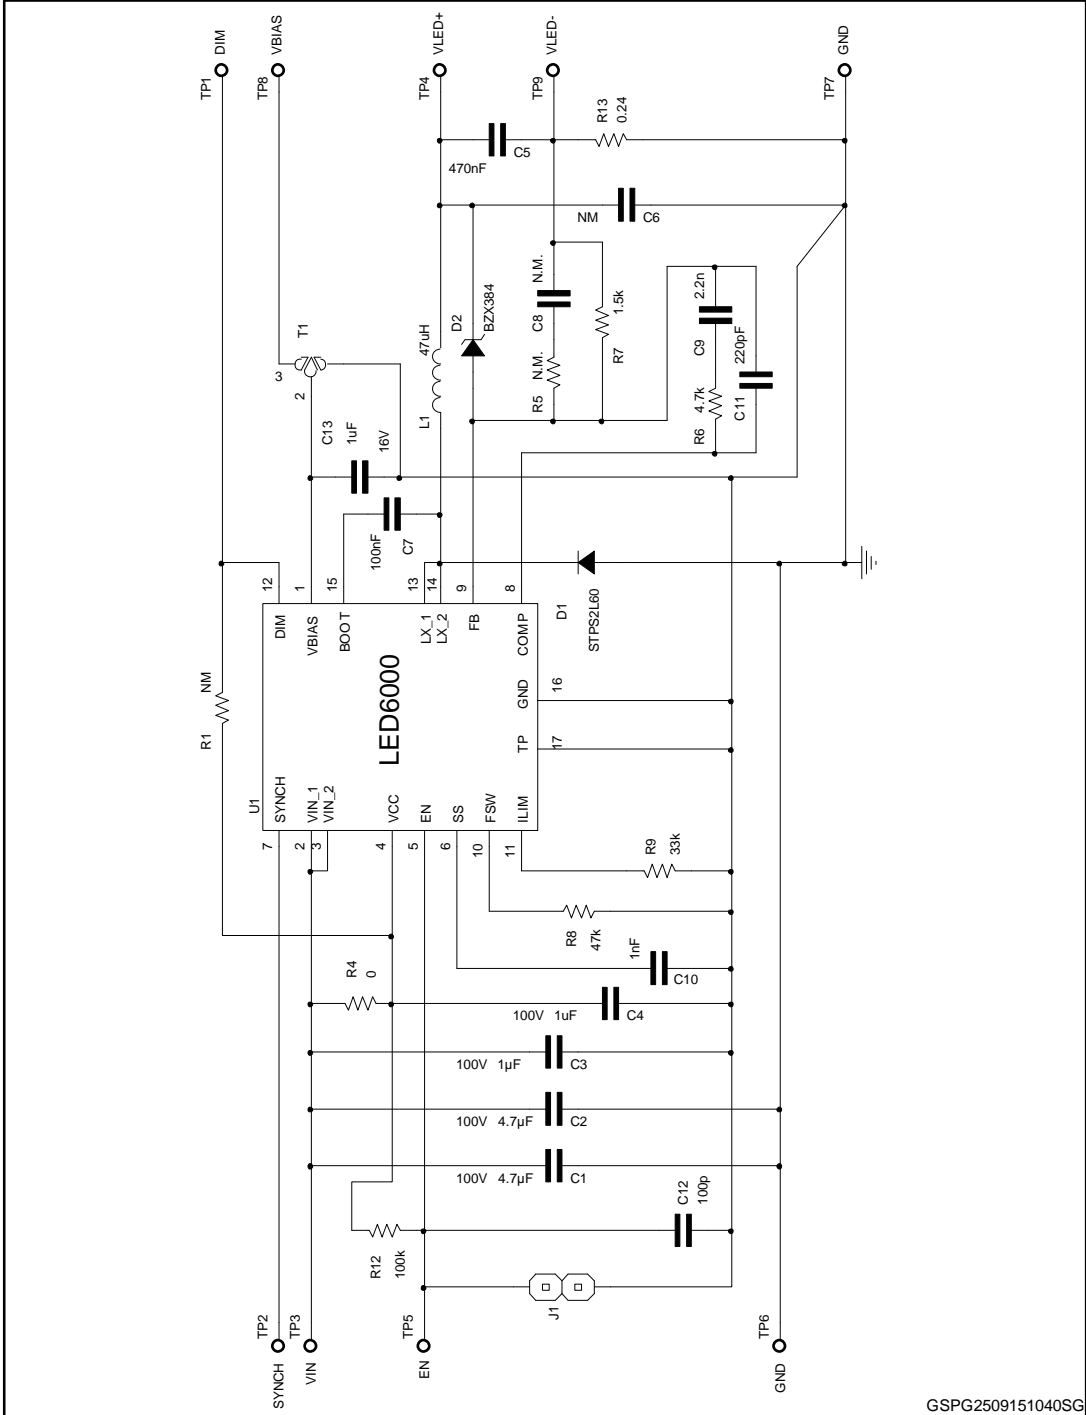 TP1 DIM
TP8 VBIAS
TP4 VLED+
TP9 VLED-
TP7 GND
R13
0.24
470nF
C5
NM
C6
N.M.
C8
1.5k
R7
N.M.
R5
D2
BZX384
2.2n
C9
220pF
C11
4.7k
R6
T1
3
2
C13
1uF
16V
47uH
L1
100nF
C7
12
1
15
13
14
9
8
D1
STPS2L60
DIM
VBIAS
BOOT
LX_1
LX_2
FB
COMP
NM
R1
LED6000
GND
16
TP
17
U1
SYNCH
VIN_1
VIN_2
VCC
EN
SS
FSW
ILIM
7
2
3
4
5
6
10
11
R9
33k
R8
47k
1nF
C10
R4
0
100V 1uF
C4
100V 1µF
C3
100V 4.7µF
C2
100V 4.7µF
C1
C12
100p
R12
100k
J1
TP2
SYNCH
TP3
VIN
TP5
EN
TP6
GND
GSPG2509151040SG